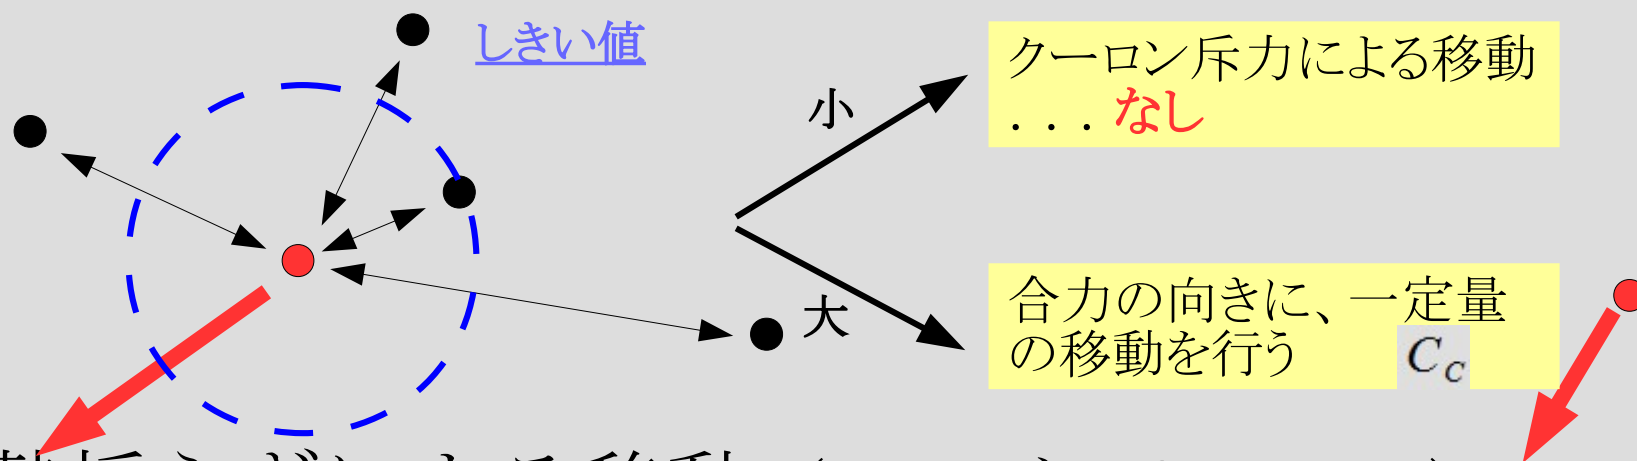 しきい値
小
クーロン斥力による移動
．．．なし
大
合力の向きに、一定量
の移動を行う C_C